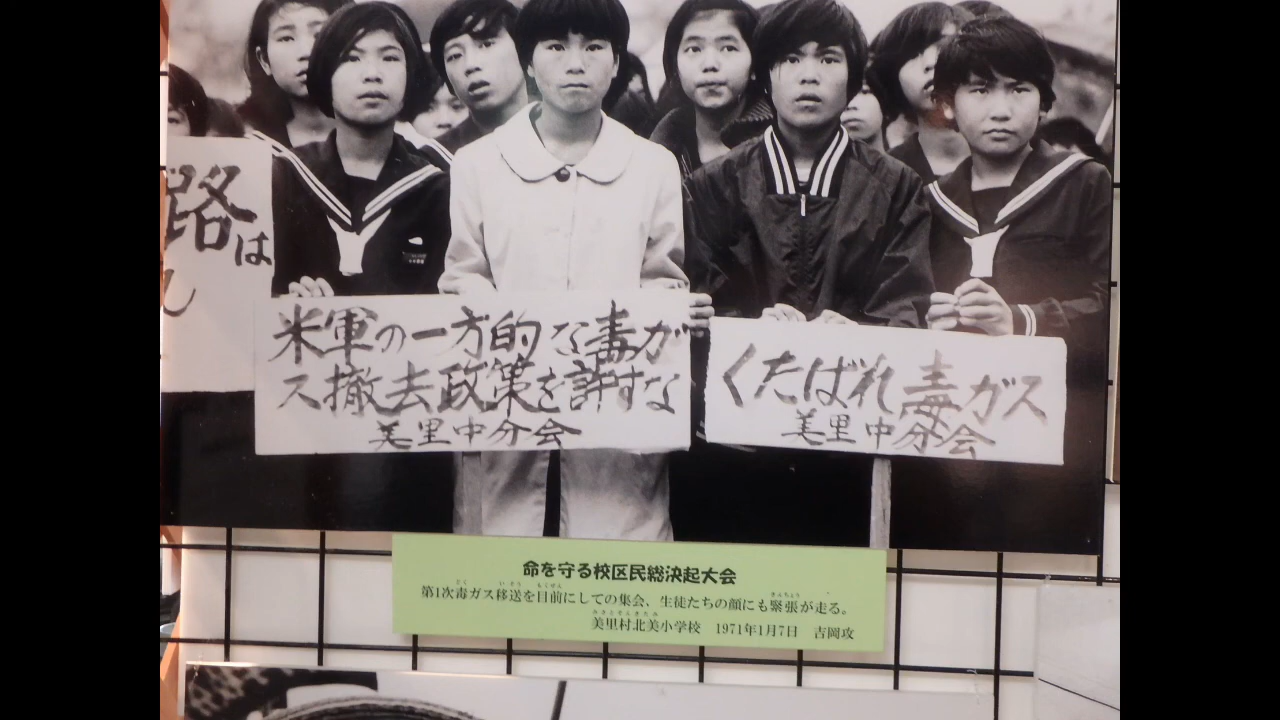 路は
米軍の一方的な毒ガ
ス撤去政策を許すな
美里中分会
くたばれ毒ガス
美里中分会
命を守る校区民総決起大会
第1次毒ガス移送を目前にしての集会、生徒たちの顔にも緊張が走る。
美里村北美小学校 1971年1月7日 吉岡攻